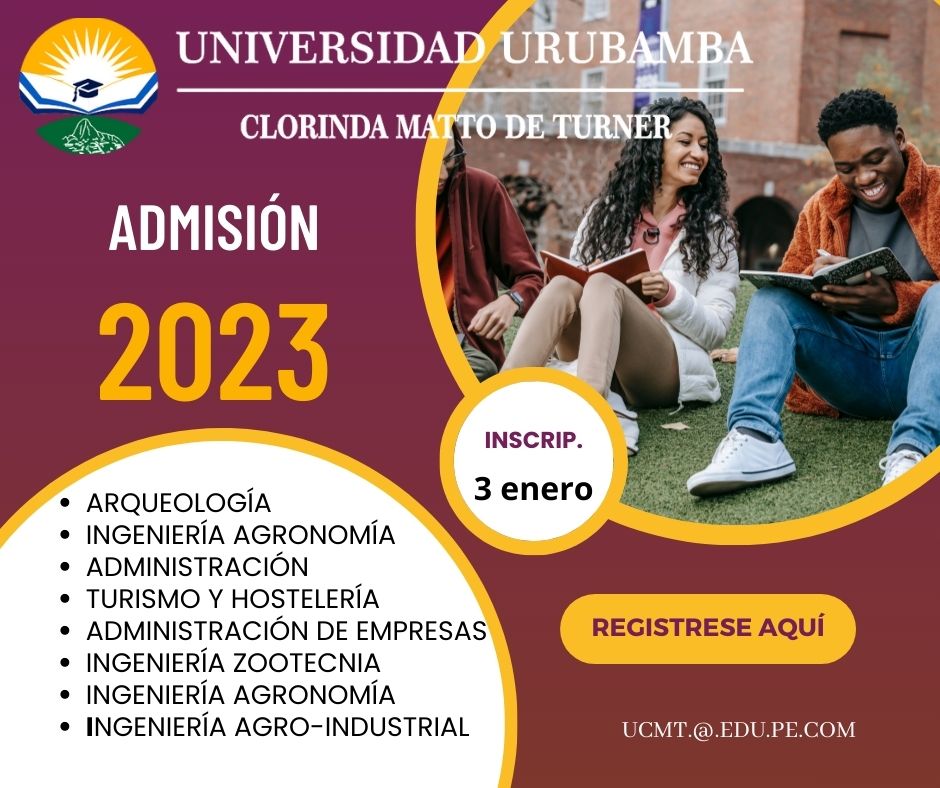 UNIVERSIDAD URUBAMBA
CLORINDA MATTO DE TURNER
ADMISIÓN
2023
INSCRIP.
3 enero
• ARQUEOLOGÍA
• INGENIERÍA AGRONOMÍA
• ADMINISTRACIÓN
• TURISMO Y HOSTELERÍA
• ADMINISTRACIÓN DE EMPRESAS
• INGENIERÍA ZOOTECNIA
• INGENIERÍA AGRONOMÍA
• INGENIERÍA AGRO-INDUSTRIAL
REGISTRESE AQUÍ
UCMT.@.EDU.PE.COM